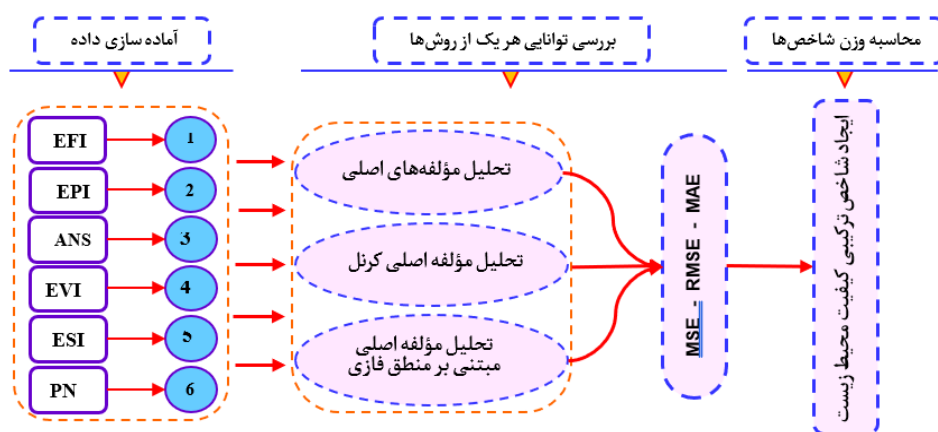 آماده سازی داده
بررسی توانایی هر یک از روش‌ها
محاسبه وزن شاخص‌ها
EFI
1
EPI
2
ANS
3
EVI
4
ESI
5
PN
6
تحلیل مؤلفه‌های اصلی
تحلیل مؤلفه اصلی کرنل
تحلیل مؤلفه اصلی
مبتنی بر منطق فازی
MSE - RMSE - MAE
ایجاد شاخص ترکیبی کیفیت محیط زیست